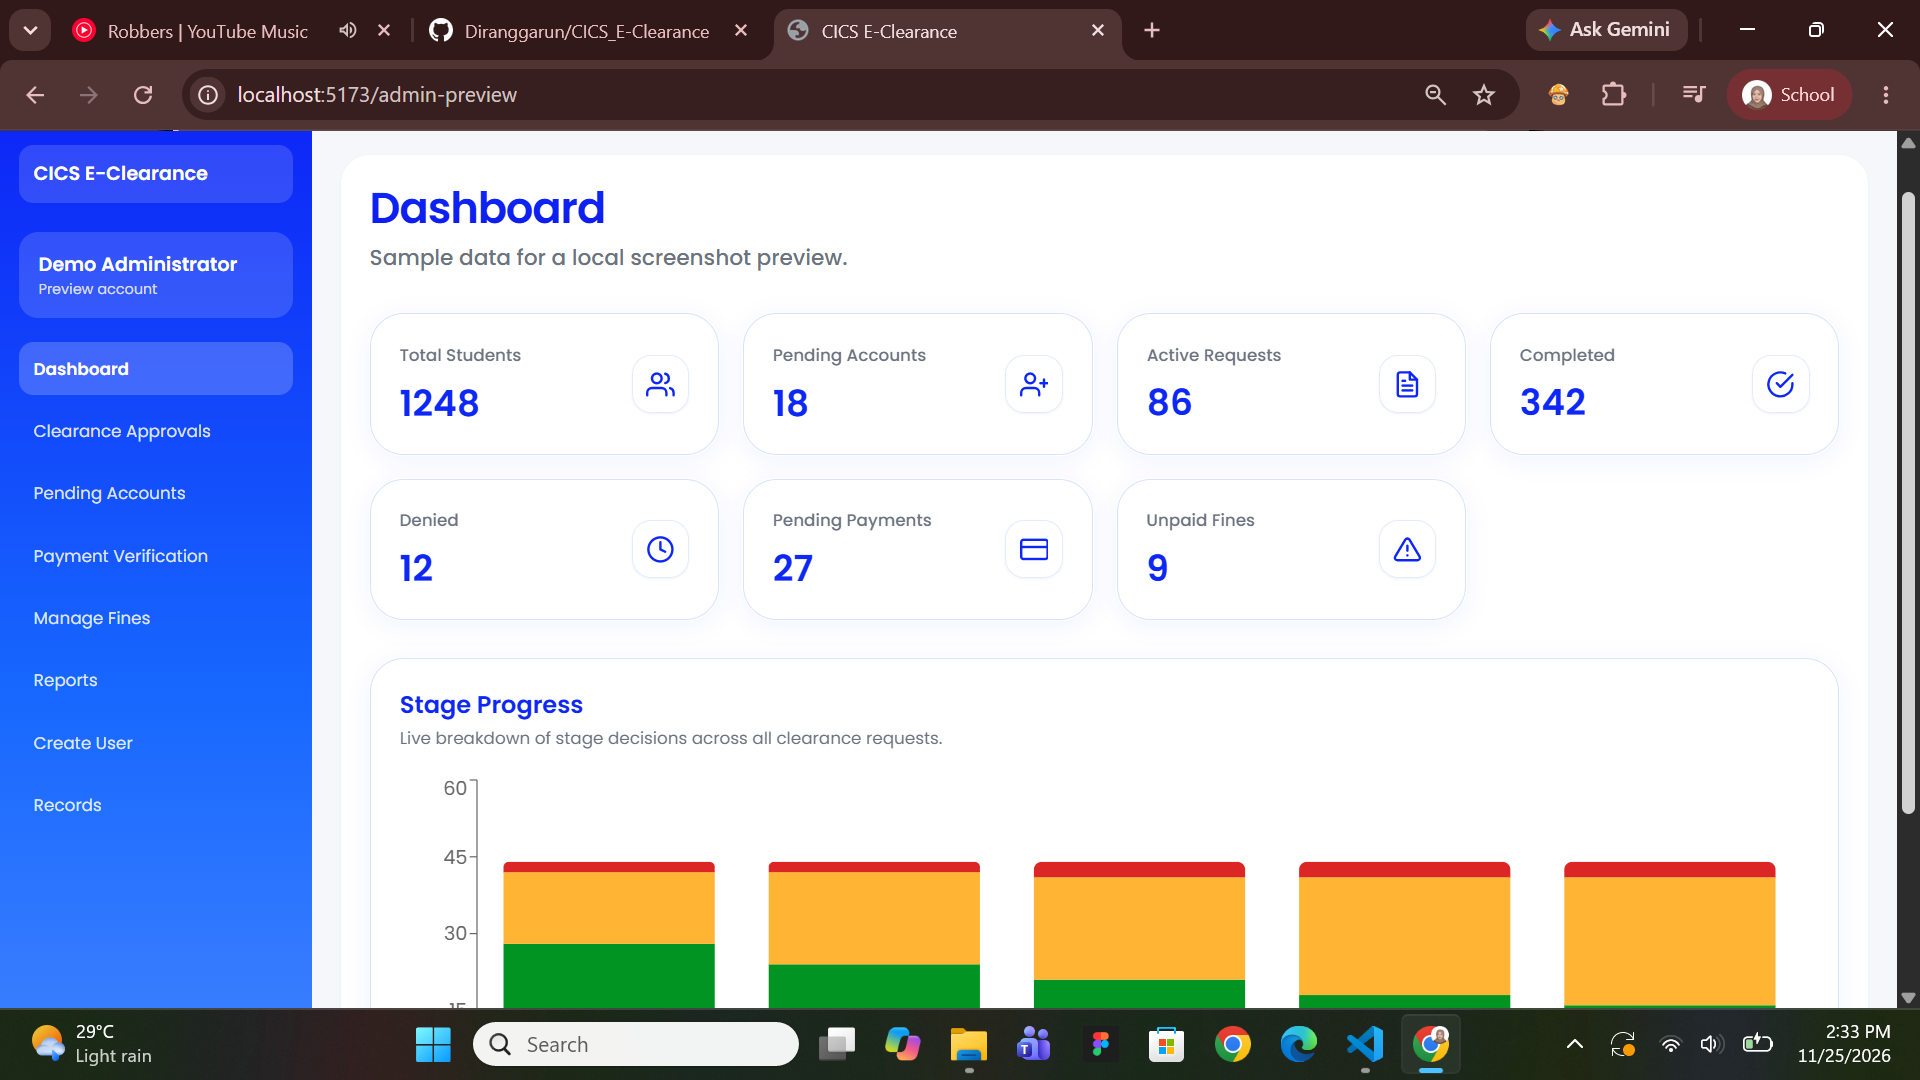 Robbers | YouTube Music
Diranggarun/CICS_E-Clearance
CICS E-Clearance
Ask Gemini
localhost:5173/admin-preview
School
CICS E-Clearance
Demo Administrator
Preview account
Dashboard
Clearance Approvals
Pending Accounts
Payment Verification
Manage Fines
Reports
Create User
Records
Dashboard
Sample data for a local screenshot preview.
Total Students
1248
Pending Accounts
18
Active Requests
86
Completed
342
Denied
12
Pending Payments
27
Unpaid Fines
9
Stage Progress
Live breakdown of stage decisions across all clearance requests.
60
45
30
15
29°C
Light rain
Search
2:33 PM
11/25/2026